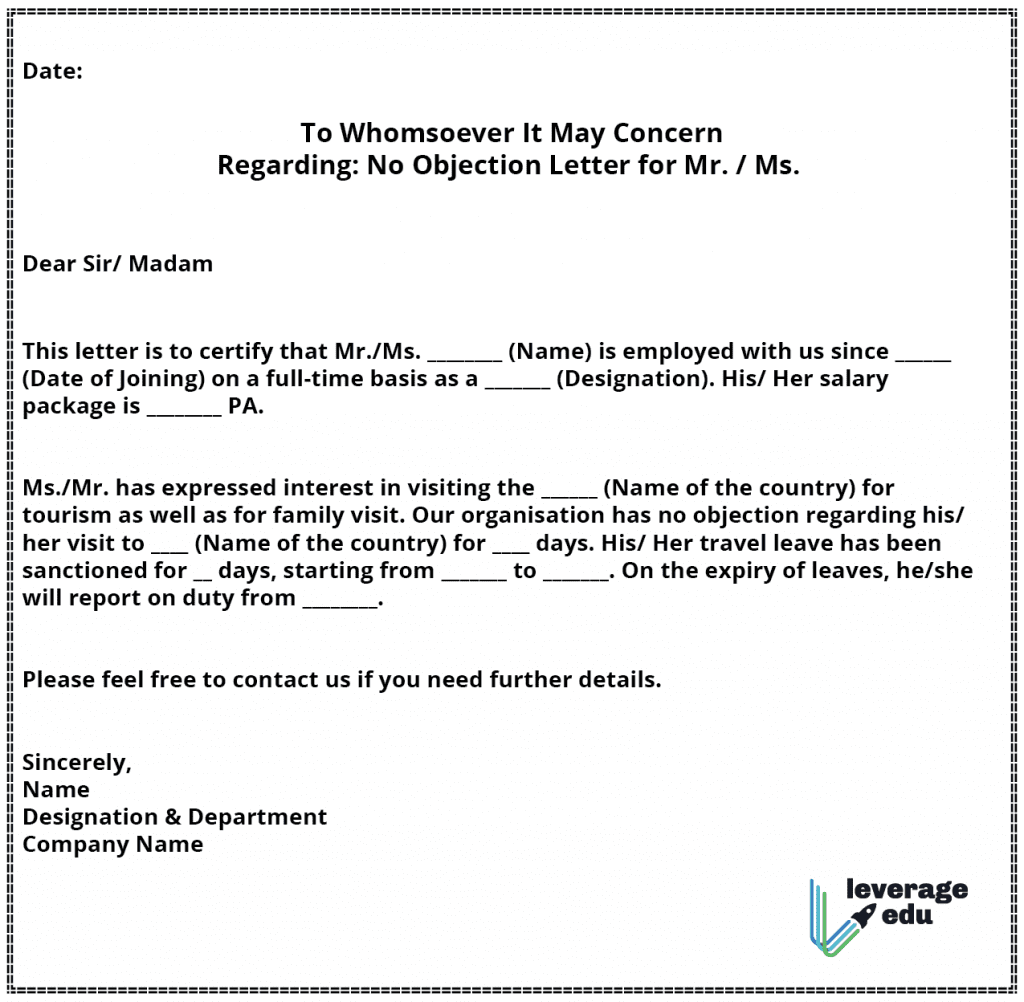 Date:
To Whomsoever It May Concern
Regarding: No Objection Letter for Mr. / Ms.
Dear Sir/ Madam
This letter is to certify that Mr./Ms. ________ (Name) is employed with us since ______
(Date of Joining) on a full-time basis as a _______ (Designation). His/ Her salary
package is ________ PA.
Ms./Mr. has expressed interest in visiting the ______ (Name of the country) for
tourism as well as for family visit. Our organisation has no objection regarding his/
her visit to ____ (Name of the country) for ____ days. His/ Her travel leave has been
sanctioned for __ days, starting from _______ to _______. On the expiry of leaves, he/she
will report on duty from ________.
Please feel free to contact us if you need further details.
Sincerely,
Name
Designation & Department
Company Name
leverage
edu